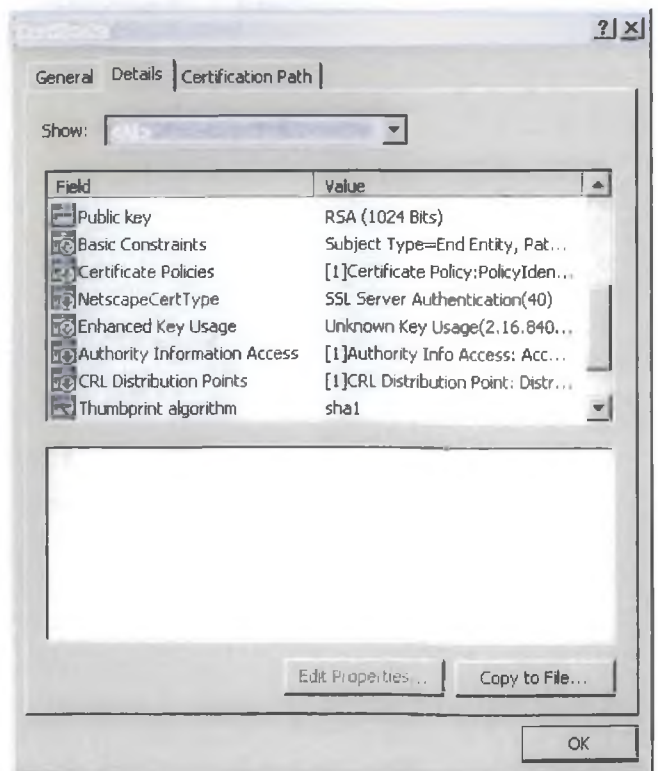 Certificate
? X
General Details Certification Path
Show: <All>
Field Value
Public key RSA (1024 Bits)
Basic Constraints Subject Type=End Entity, Pat...
Certificate Policies [1]Certificate Policy:PolicyIden...
NetscapeCertType SSL Server Authentication(40)
Enhanced Key Usage Unknown Key Usage(2.16.840...
Authority Information Access [1]Authority Info Access: Acc...
CRL Distribution Points [1]CRL Distribution Point: Distr...
Thumbprint algorithm sha1
Edit Properties... Copy to File...
OK